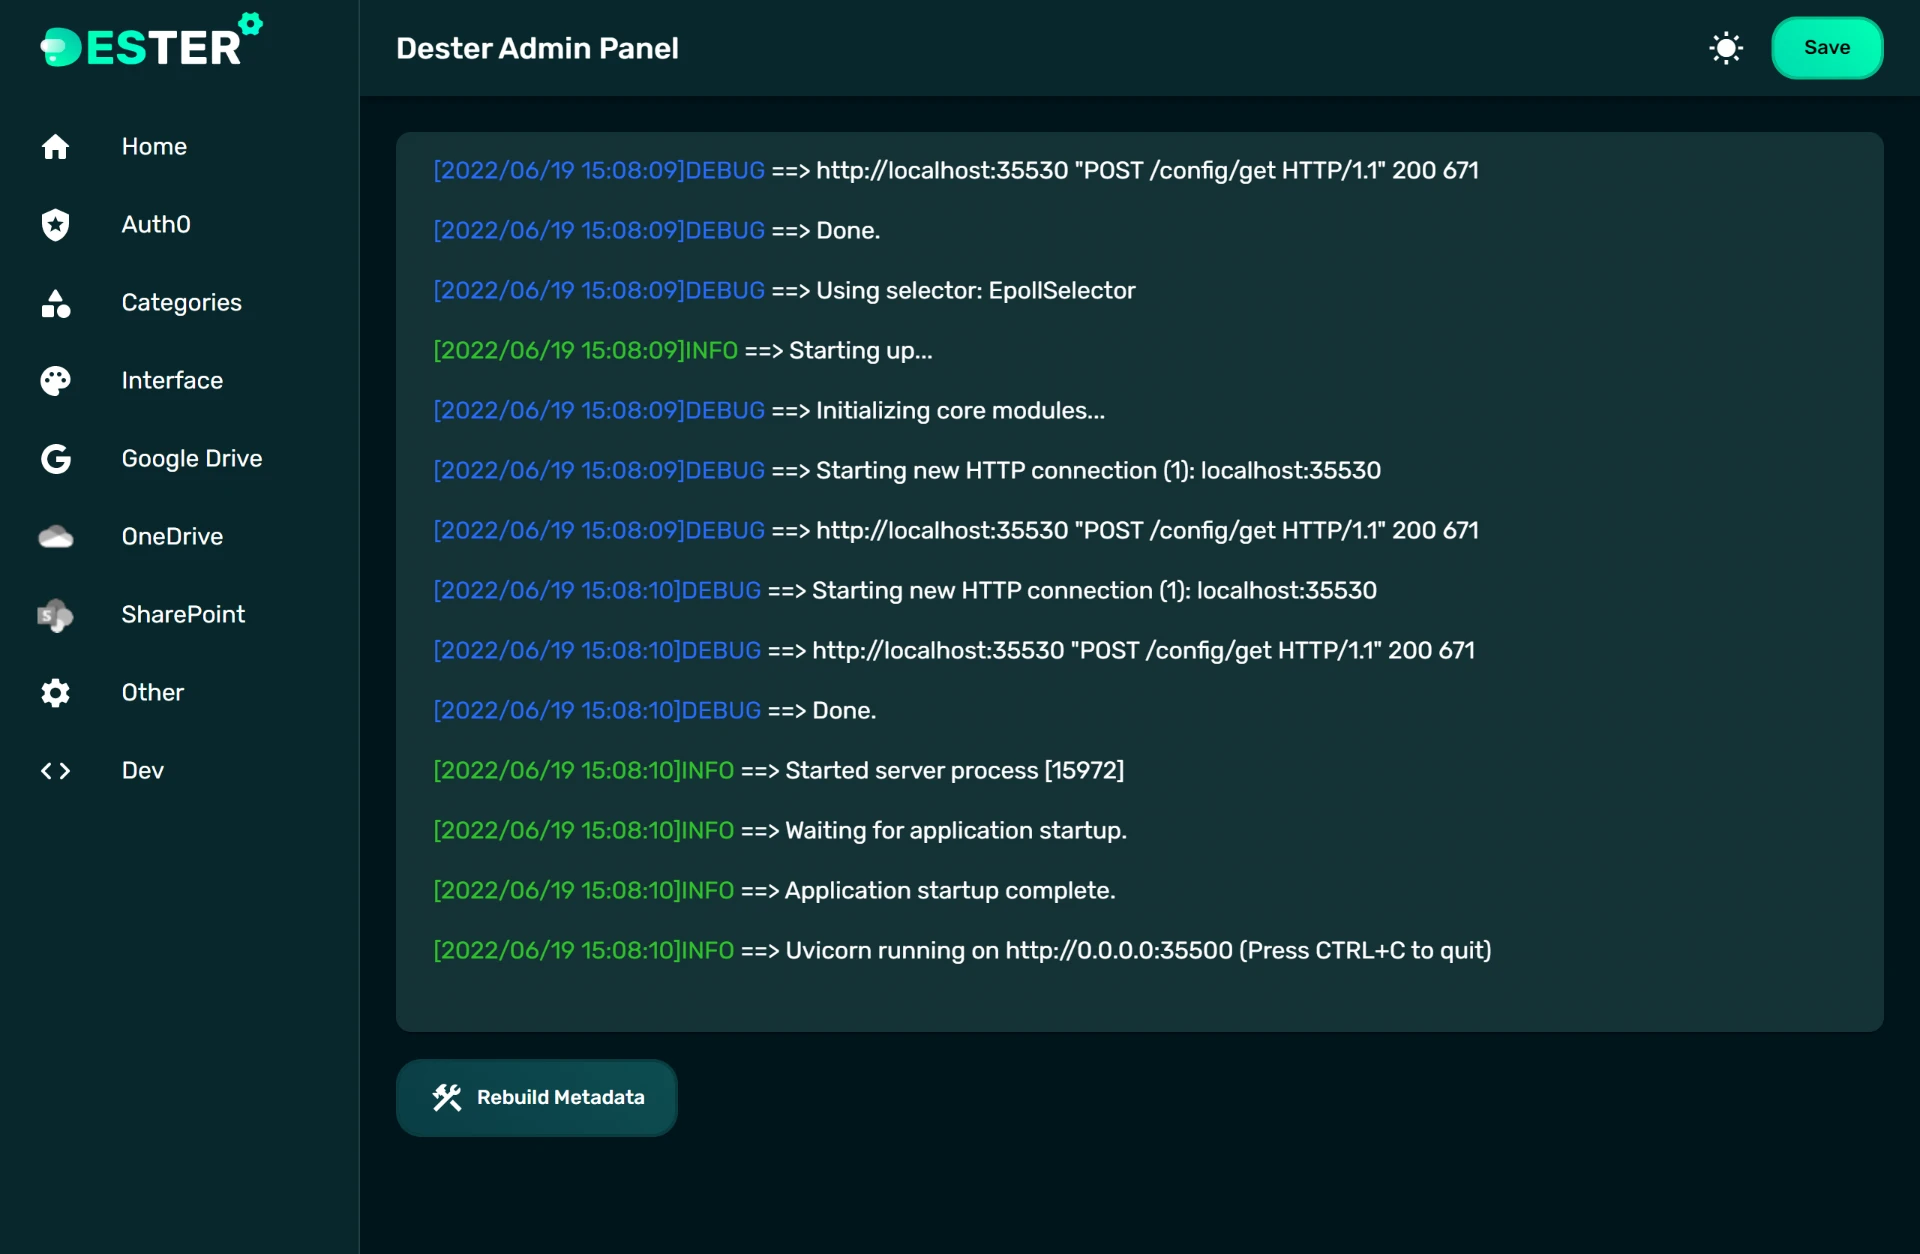 DESTER
Dester Admin Panel
Save
Home
Auth0
Categories
Interface
Google Drive
OneDrive
S
SharePoint
Other
Dev
[2022/06/19 15:08:09]DEBUG ==> http://localhost:35530 "POST /config/get HTTP/1.1" 200 671
[2022/06/19 15:08:09]DEBUG ==> Done.
[2022/06/19 15:08:09]DEBUG ==> Using selector: EpollSelector
[2022/06/19 15:08:09]INFO ==> Starting up...
[2022/06/19 15:08:09]DEBUG ==> Initializing core modules...
[2022/06/19 15:08:09]DEBUG ==> Starting new HTTP connection (1): localhost:35530
[2022/06/19 15:08:09]DEBUG ==> http://localhost:35530 "POST /config/get HTTP/1.1" 200 671
[2022/06/19 15:08:10]DEBUG ==> Starting new HTTP connection (1): localhost:35530
[2022/06/19 15:08:10]DEBUG ==> http://localhost:35530 "POST /config/get HTTP/1.1" 200 671
[2022/06/19 15:08:10]DEBUG ==> Done.
[2022/06/19 15:08:10]INFO ==> Started server process [15972]
[2022/06/19 15:08:10]INFO ==> Waiting for application startup.
[2022/06/19 15:08:10]INFO ==> Application startup complete.
[2022/06/19 15:08:10]INFO ==> Uvicorn running on http://0.0.0.0:35500 (Press CTRL+C to quit)
Rebuild Metadata